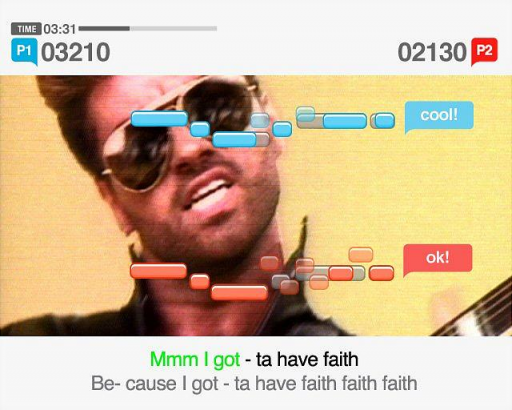 TIME 03:31
P1 03210
02130 P2
cool!
ok!
Mmm I got - ta have faith
Be- cause I got - ta have faith faith faith